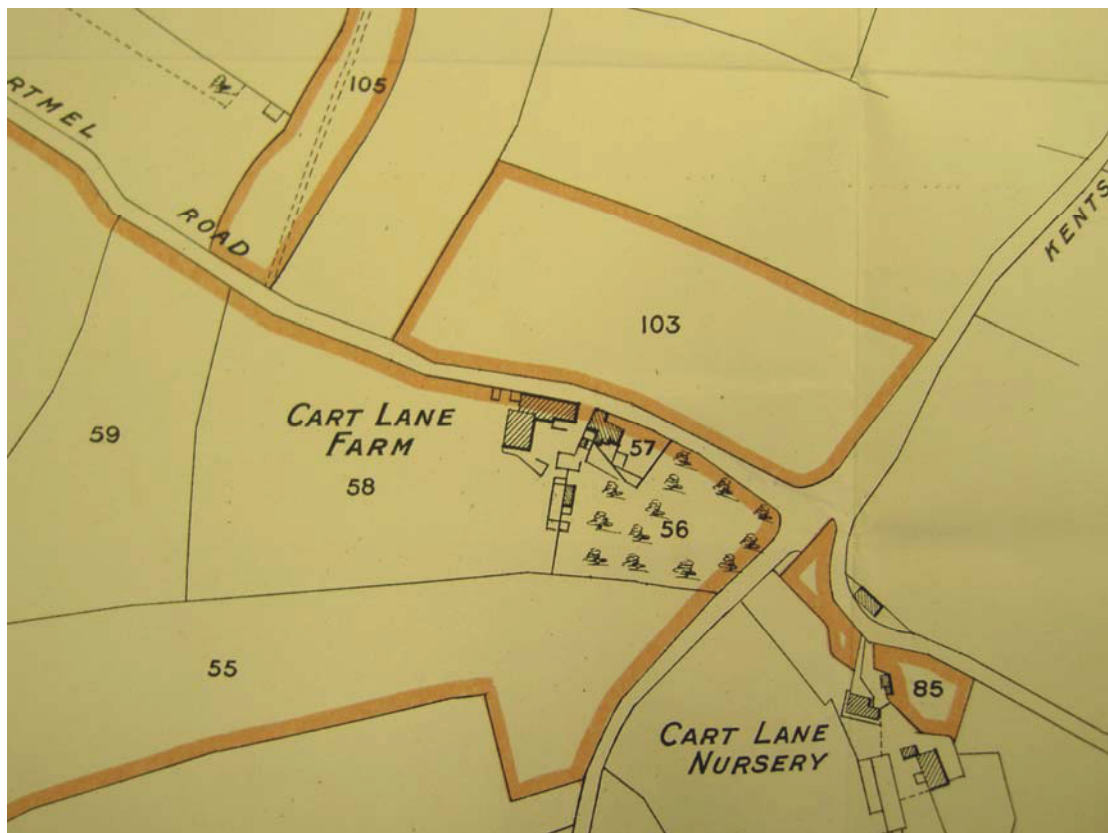 105
RTMEL
ROAD
KENTS
103
CART LANE
FARM
59
57
58
56
55
85
CART LANE
NURSERY